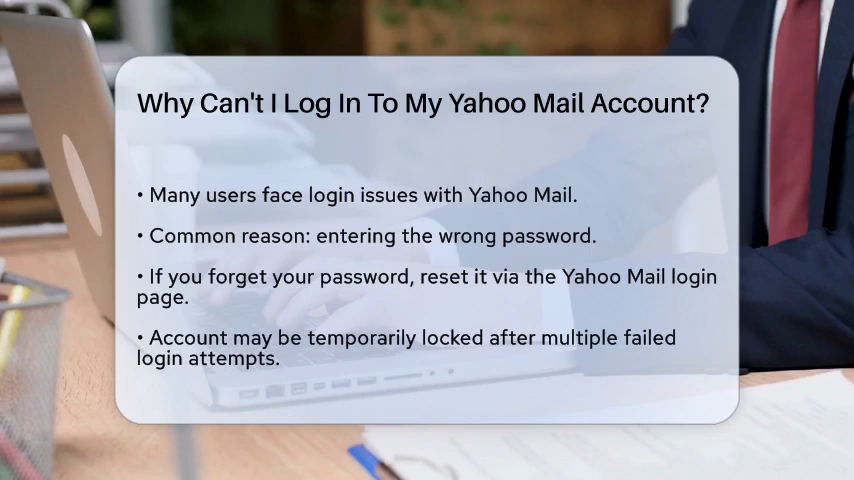 Why Can't I Log In To My Yahoo Mail Account?
• Many users face login issues with Yahoo Mail.
• Common reason: entering the wrong password.
• If you forget your password, reset it via the Yahoo Mail login
page.
• Account may be temporarily locked after multiple failed
login attempts.